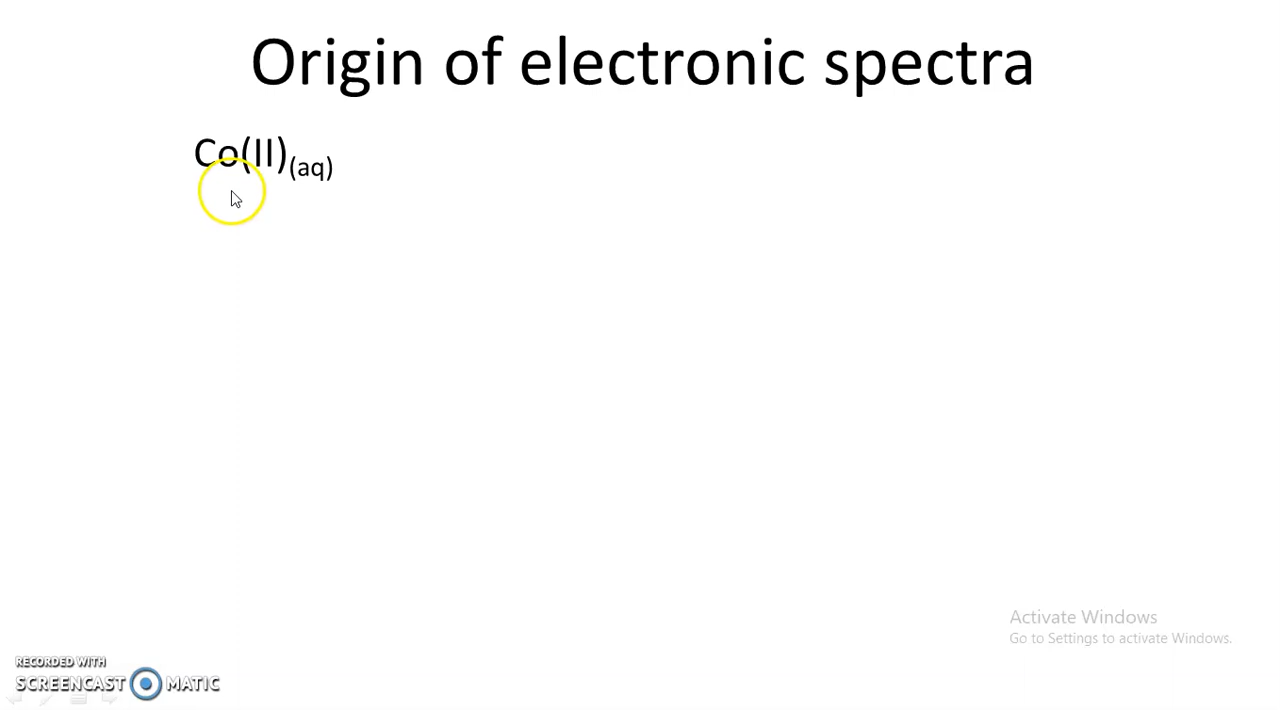 Origin of electronic spectra
Co(II)(aq)
Activate Windows
Go to Settings to activate Windows.
RECORDED WITH
SCREENCAST MATIC